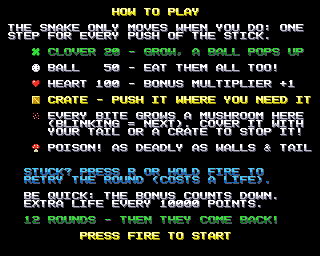 HOW TO PLAY
THE SNAKE ONLY MOVES WHEN YOU DO: ONE
STEP FOR EVERY PUSH OF THE STICK.
CLOVER 20 - GROW, A BALL POPS UP
BALL 50 - EAT THEM ALL TOO!
HEART 100 - BONUS MULTIPLIER +1
CRATE - PUSH IT WHERE YOU NEED IT
EVERY BITE GROWS A MUSHROOM HERE
(BLINKING = NEXT). COVER IT WITH
YOUR TAIL OR A CRATE TO STOP IT!
POISON! AS DEADLY AS WALLS & TAIL
STUCK? PRESS R OR HOLD FIRE TO
RETRY THE ROUND (COSTS A LIFE).
BE QUICK: THE BONUS COUNTS DOWN.
EXTRA LIFE EVERY 10000 POINTS.
12 ROUNDS - THEN THEY COME BACK!
PRESS FIRE TO START